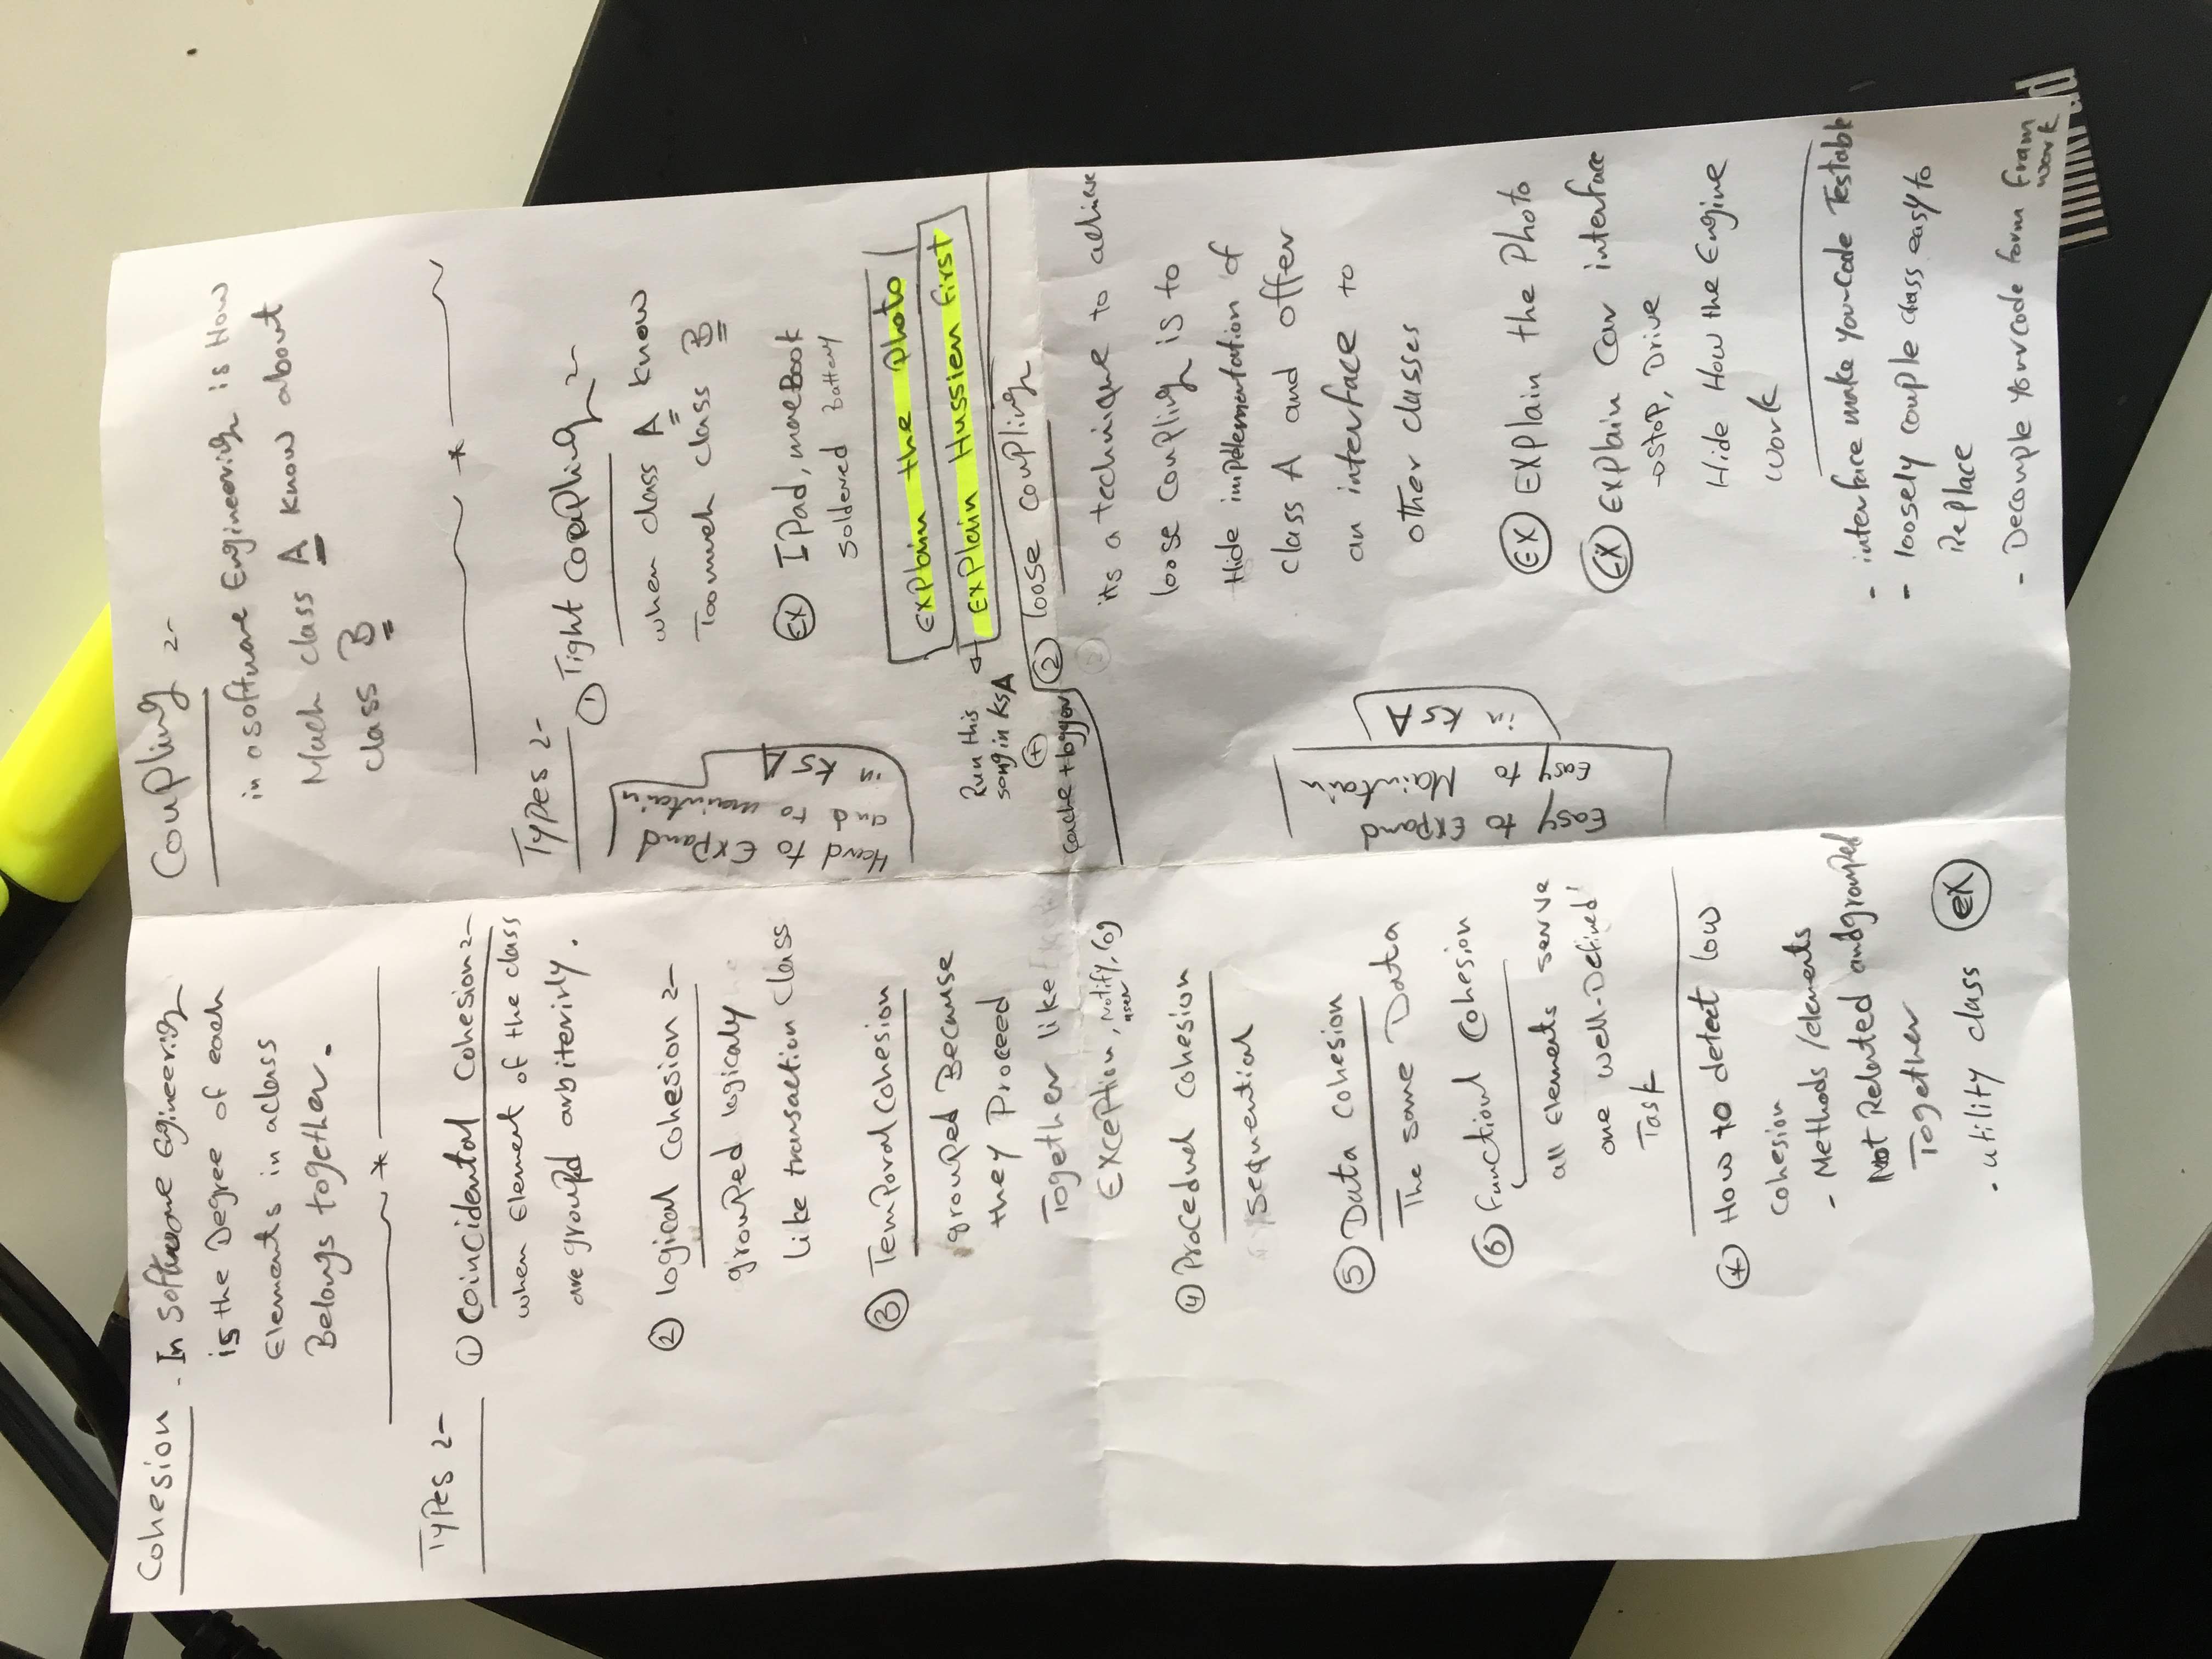 Cohesion - In Software Engineering
is the Degree of each
Elements in a class
Belongs together.
Types :-
① Coincidental Cohesion :-
when Element of the class
are grouped arbiterirly.
② logical cohesion :-
grouped logicaly
like transaction Class
③ Temporal Cohesion
grouped Because
they Proceed
Together like
Exception, Notify user, log
④ Procedual cohesion
sequential
⑤ Data cohesion
The same Data
⑥ Functionl Cohesion
all Elements serve
one well-Defined
Task
* How to detect low
cohesion
- Methods /elements
Not Related and grouped
Together
- utility class ex
Coupling :-
in a software Engineering is How
Much class A know about
class B
Types :-
① Tight coupling :-
when class A know
Too much class B
Ex IPad, macBook
soldered Battery
Hard to Expand
and to maintain
in KSA
Explain the Photo
Explain Hussien first
Run this
song in KSA
+
cache + logger
② loose coupling
its a technique to achieve
loose coupling is to
Hide implementation of
class A and offer
an interface to
other classes
Easy to Expand
Easy to Maintain
in KSA
Ex Explain the Photo
Ex Explain Car interface
→ stop, Drive
Hide How the Engine
work
- interface make your code Testable
- loosely couple class easy to
Replace
- Decouple your code form fram
work
ThinkPad